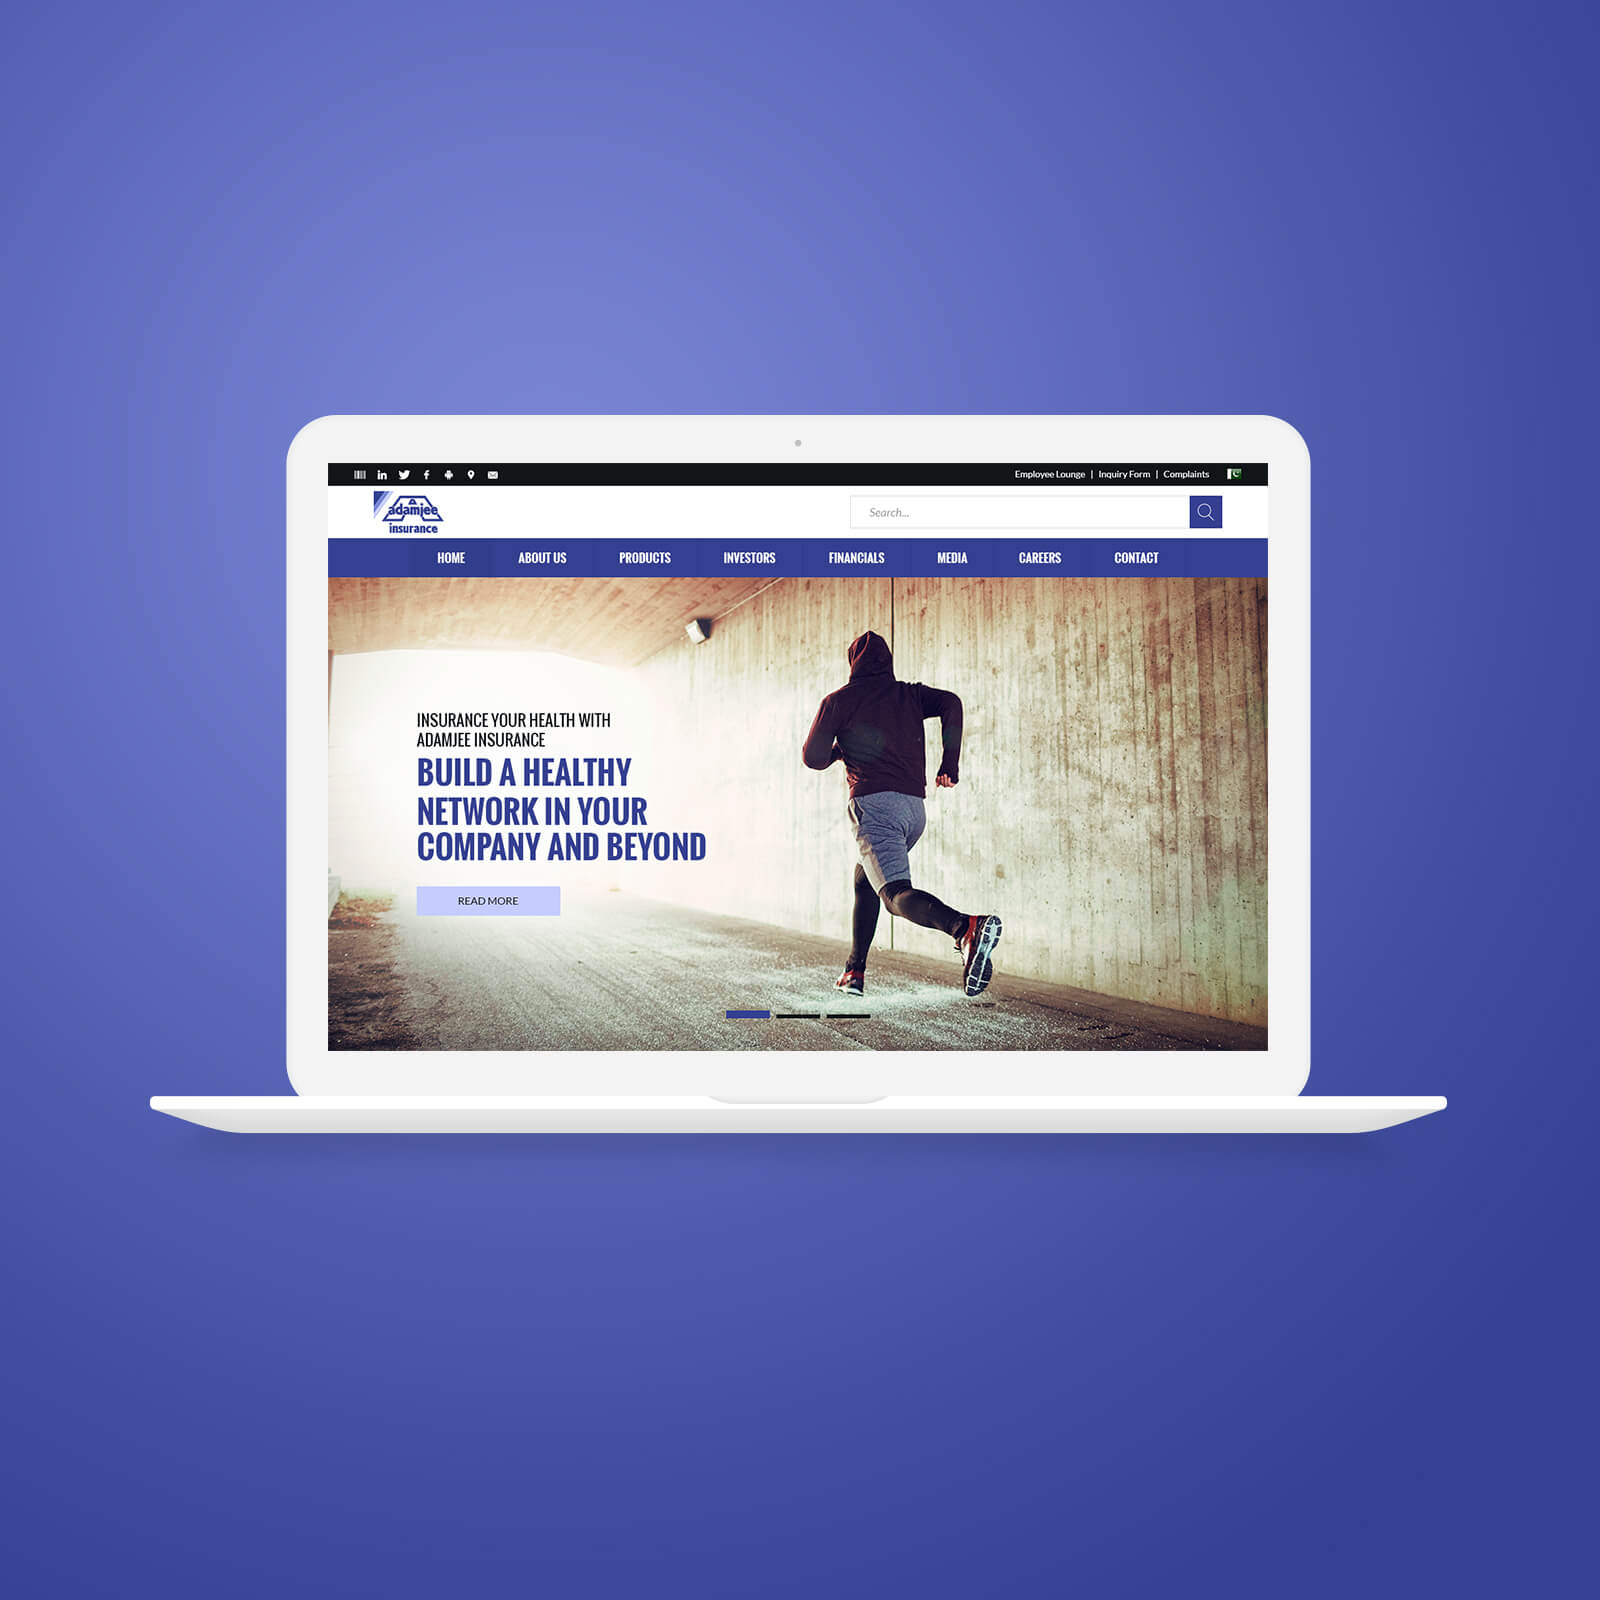 Employee Lounge | Inquiry Form | Complaints
adamjee
insurance
Search...
HOME ABOUT US PRODUCTS INVESTORS FINANCIALS MEDIA CAREERS CONTACT
INSURANCE YOUR HEALTH WITH
ADAMJEE INSURANCE
BUILD A HEALTHY
NETWORK IN YOUR
COMPANY AND BEYOND
READ MORE